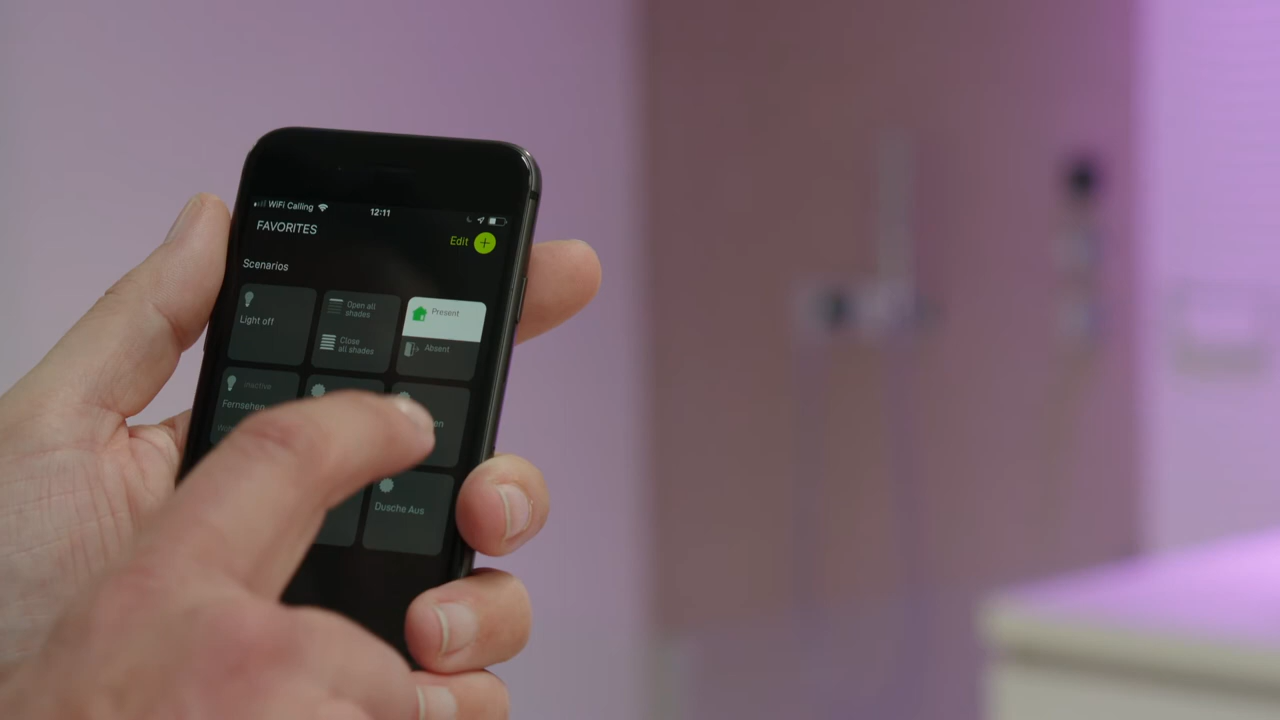 WiFi Calling
12:11
FAVORITES
Edit
Scenarios
Light off
Open all
shades
Close
all shades
Present
Absent
inactive
Fernsehen
Dusche Aus